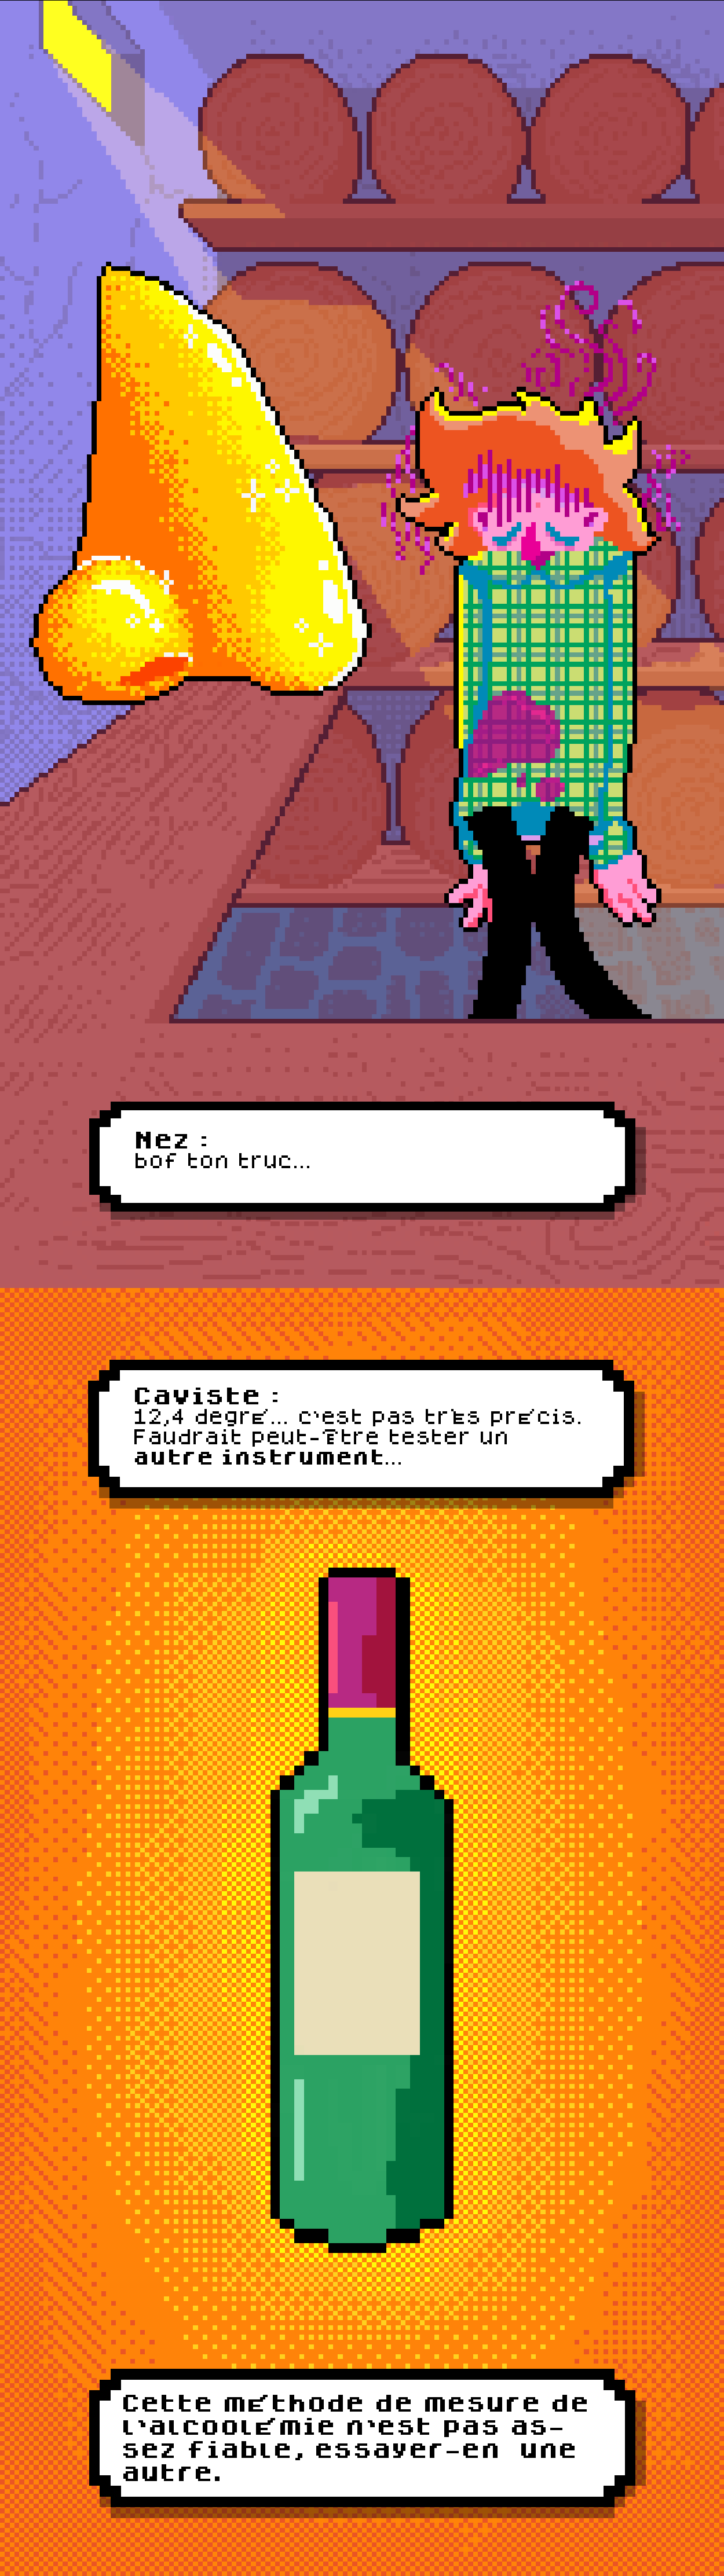 Nez :
bof ton truc...
Caviste :
12,4 degré... c'est pas très précis.
Faudrait peut-être tester un
autre instrument...
Cette méthode de mesure de
l'alcoolémie n'est pas as-
sez fiable, essayer-en une
autre.